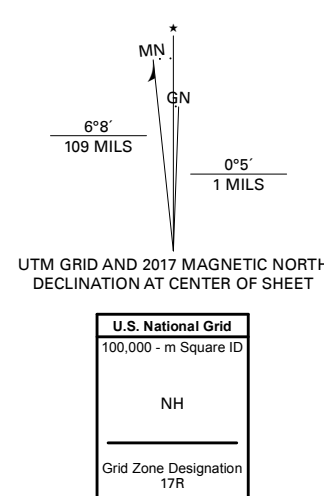 ★
MN
GN
6°8´
109 MILS
0°5´
1 MILS
UTM GRID AND 2017 MAGNETIC NORTH
DECLINATION AT CENTER OF SHEET
U.S. National Grid
100,000 - m Square ID
NH
Grid Zone Designation
17R